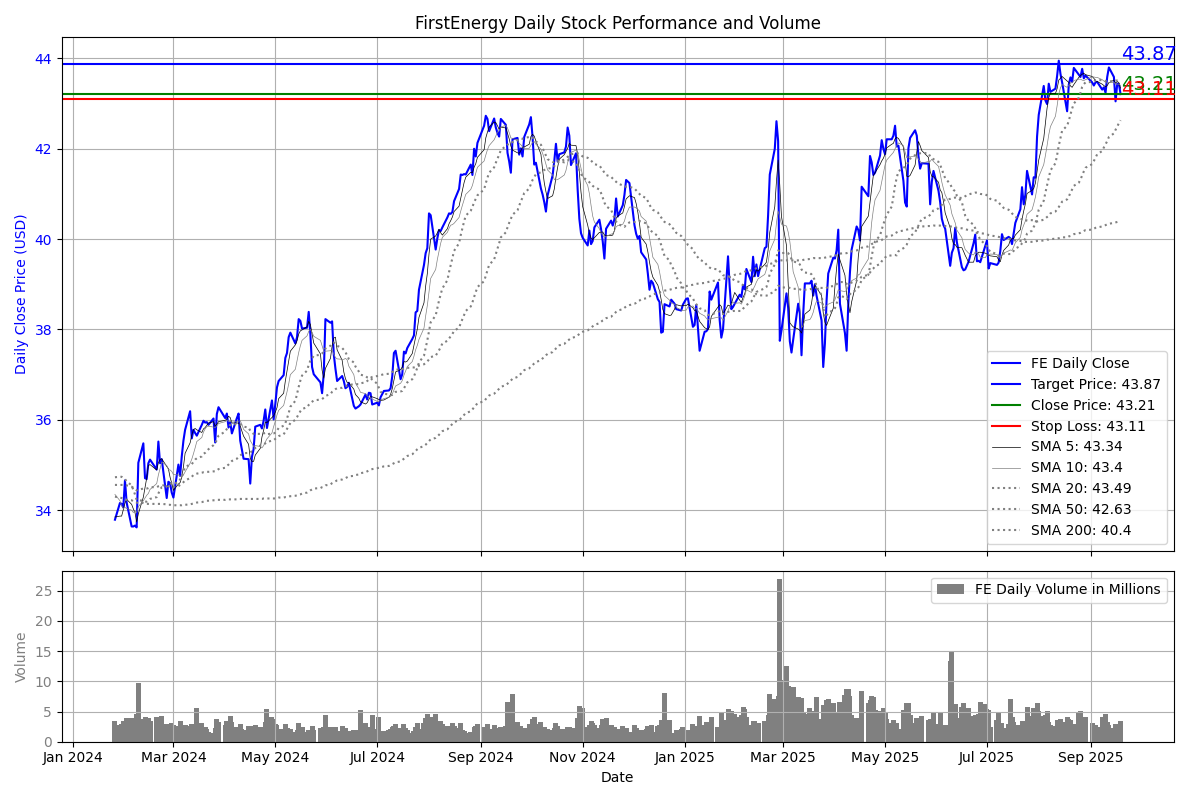 FirstEnergy Daily Stock Performance and Volume
44
42
40
38
36
34
Daily Close Price (USD)
43.87
43.21
43.11
FE Daily Close
Target Price: 43.87
Close Price: 43.21
Stop Loss: 43.11
SMA 5: 43.34
SMA 10: 43.4
SMA 20: 43.49
SMA 50: 42.63
SMA 200: 40.4
25
20
15
10
5
0
Volume
FE Daily Volume in Millions
Jan 2024 Mar 2024 May 2024 Jul 2024 Sep 2024 Nov 2024 Jan 2025 Mar 2025 May 2025 Jul 2025 Sep 2025
Date